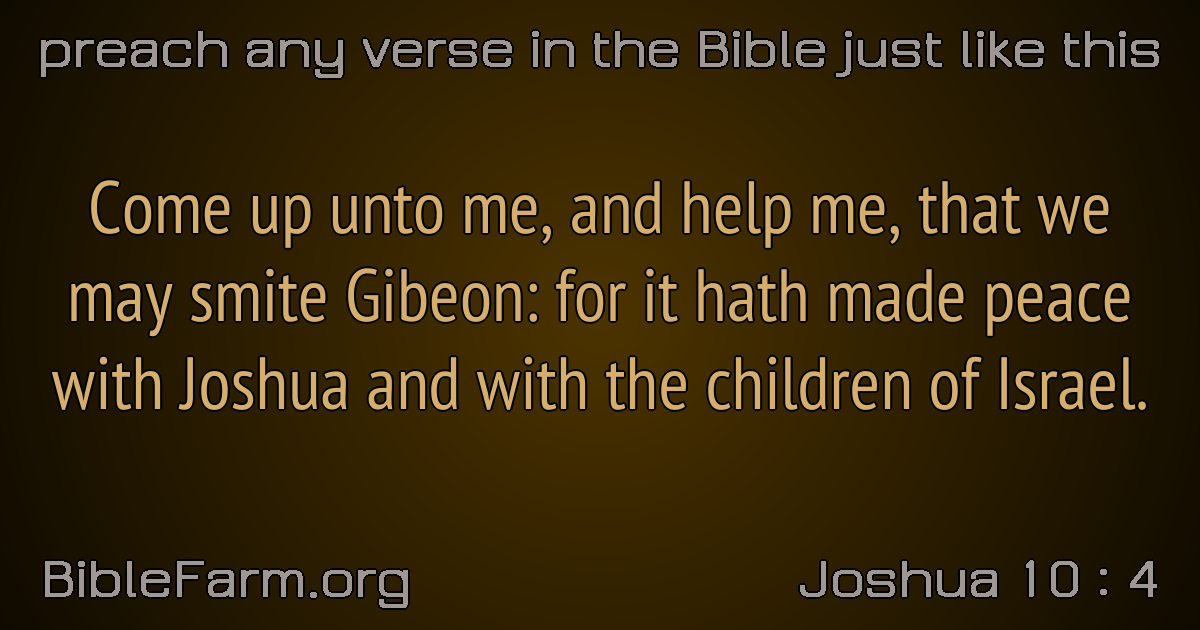 preach any verse in the Bible just like this
Come up unto me, and help me, that we
may smite Gibeon: for it hath made peace
with Joshua and with the children of Israel.
BibleFarm.org
Joshua 10 : 4